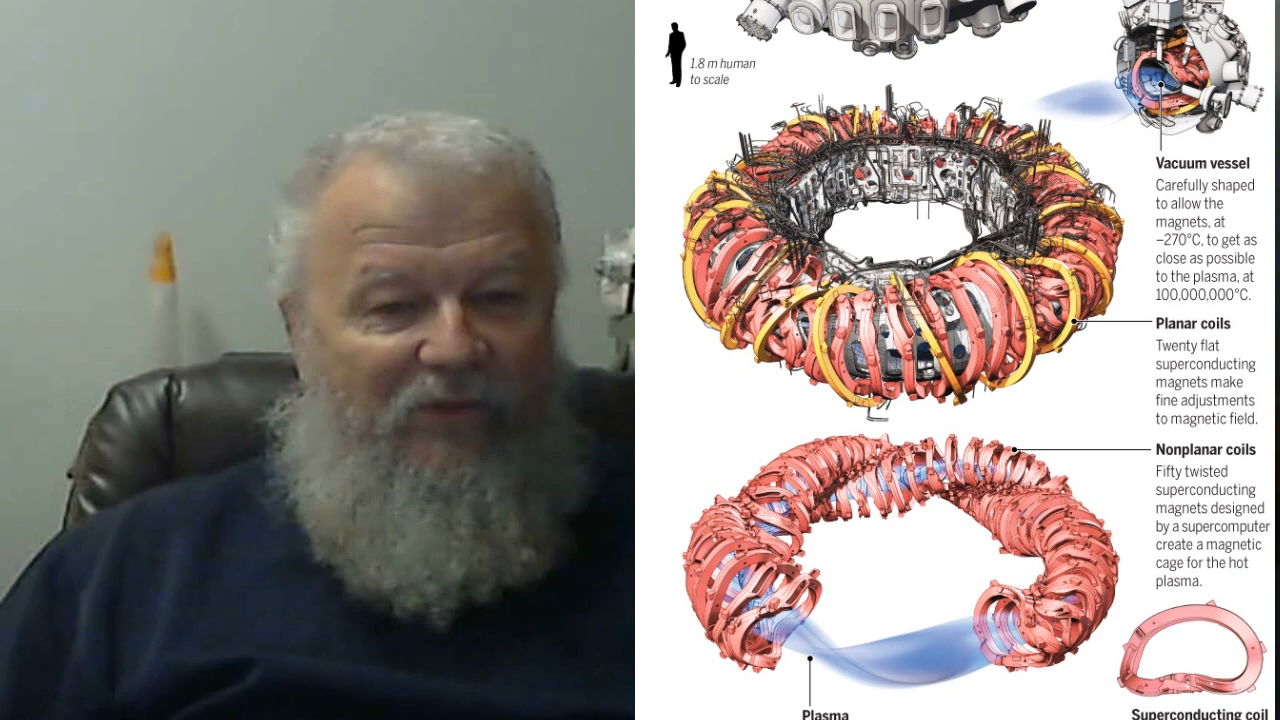 1.8 m human
to scale
Vacuum vessel
Carefully shaped
to allow the
magnets, at
–270°C, to get as
close as possible
to the plasma, at
100,000,000°C.
Planar coils
Twenty flat
superconducting
magnets make
fine adjustments
to magnetic field.
Nonplanar coils
Fifty twisted
superconducting
magnets designed
by a supercomputer
create a magnetic
cage for the hot
plasma.
Plasma
Superconducting coil